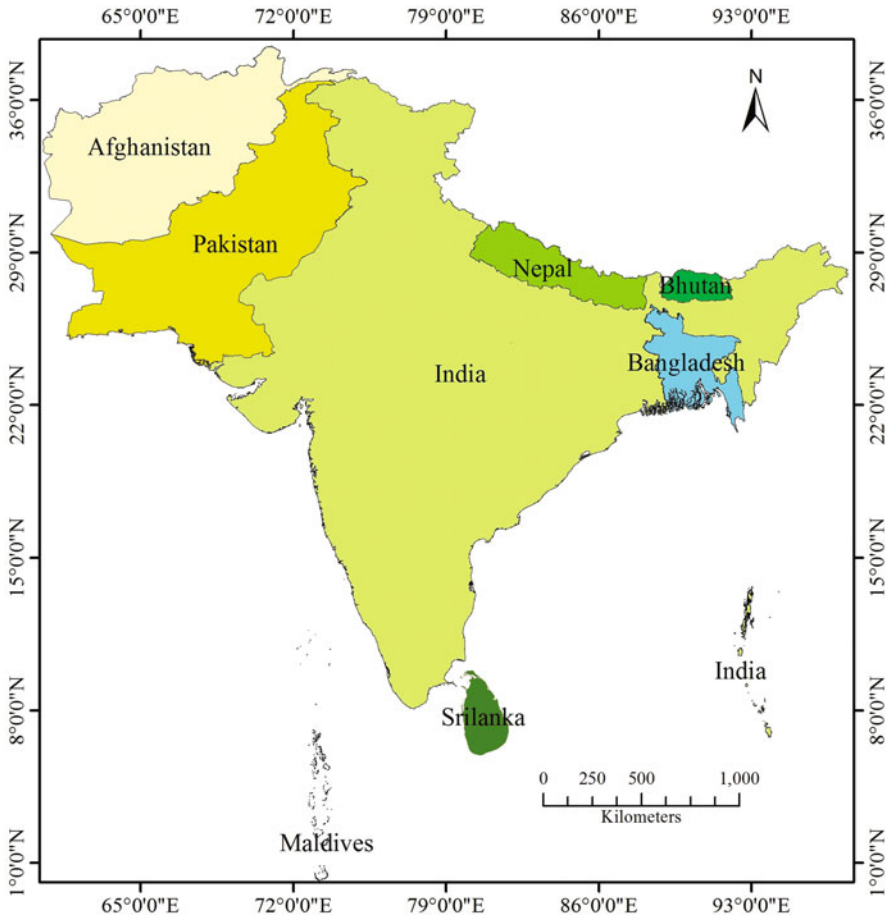 65°0'0"E 72°0'0"E 79°0'0"E 86°0'0"E 93°0'0"E
36°0'0"N
36°0'0"N
N
Afghanistan
Pakistan
29°0'0"N
29°0'0"N
Nepal
Bhutan
India
Bangladesh
22°0'0"N
22°0'0"N
15°0'0"N
15°0'0"N
India
8°0'0"N
8°0'0"N
Srilanka
0 250 500 1,000
Kilometers
Maldives
1°0'0"N
1°0'0"N
65°0'0"E 72°0'0"E 79°0'0"E 86°0'0"E 93°0'0"E